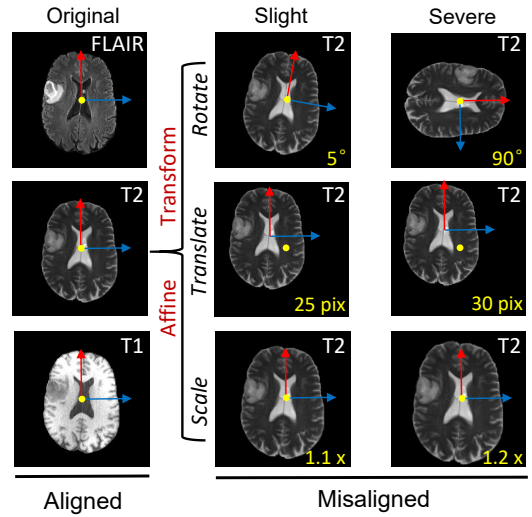 Original
Slight
Severe
FLAIR
T2
T2
Rotate
5°
90°
T2
T2
T2
Transform
Affine
Translate
25 pix
30 pix
T1
T2
T2
Scale
1.1 x
1.2 x
Aligned
Misaligned